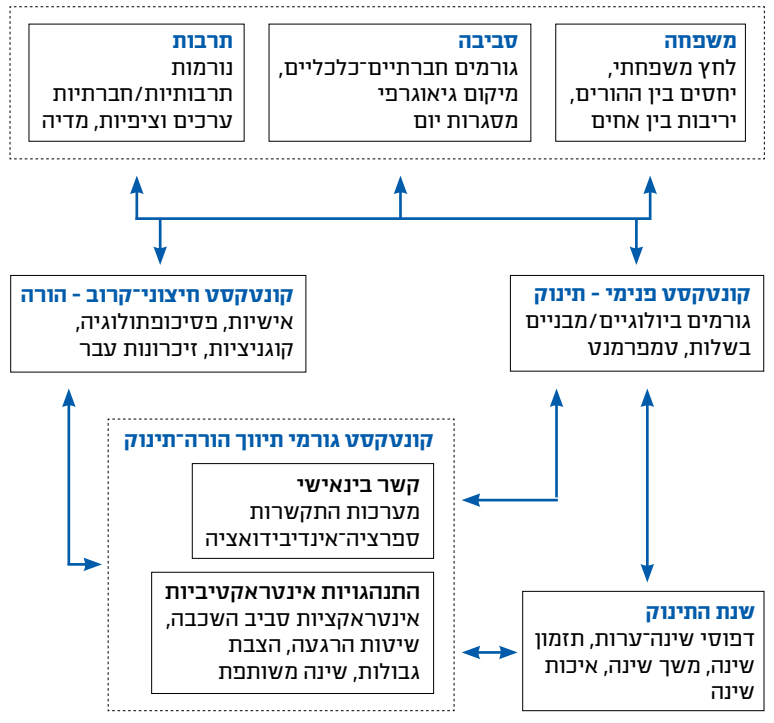 משפחה
לחץ משפחתי,
יחסים בין ההורים,
יריבות בין אחים
סביבה
גורמים חברתיים־כלכליים,
מיקום גיאוגרפי
מסגרות יום
תרבות
נורמות
תרבותיות/חברתיות
ערכים וציפיות, מדיה
קונטקסט פנימי - תינוק
גורמים ביולוגיים/מבניים
בשלות, טמפרמנט
קונטקסט חיצוני־קרוב - הורה
אישיות, פסיכופתולוגיה,
קוגניציות, זיכרונות עבר
קונטקסט גורמי תיווך הורה־תינוק
קשר בינאישי
מערכות התקשרות
ספרציה־אינדיבידואציה
התנהגויות אינטראקטיביות
אינטראקציות סביב השכבה,
שיטות הרגעה, הצבת
גבולות, שינה משותפת
שנת התינוק
דפוסי שינה־ערות, תזמון
שינה, משך שינה, איכות
שינה